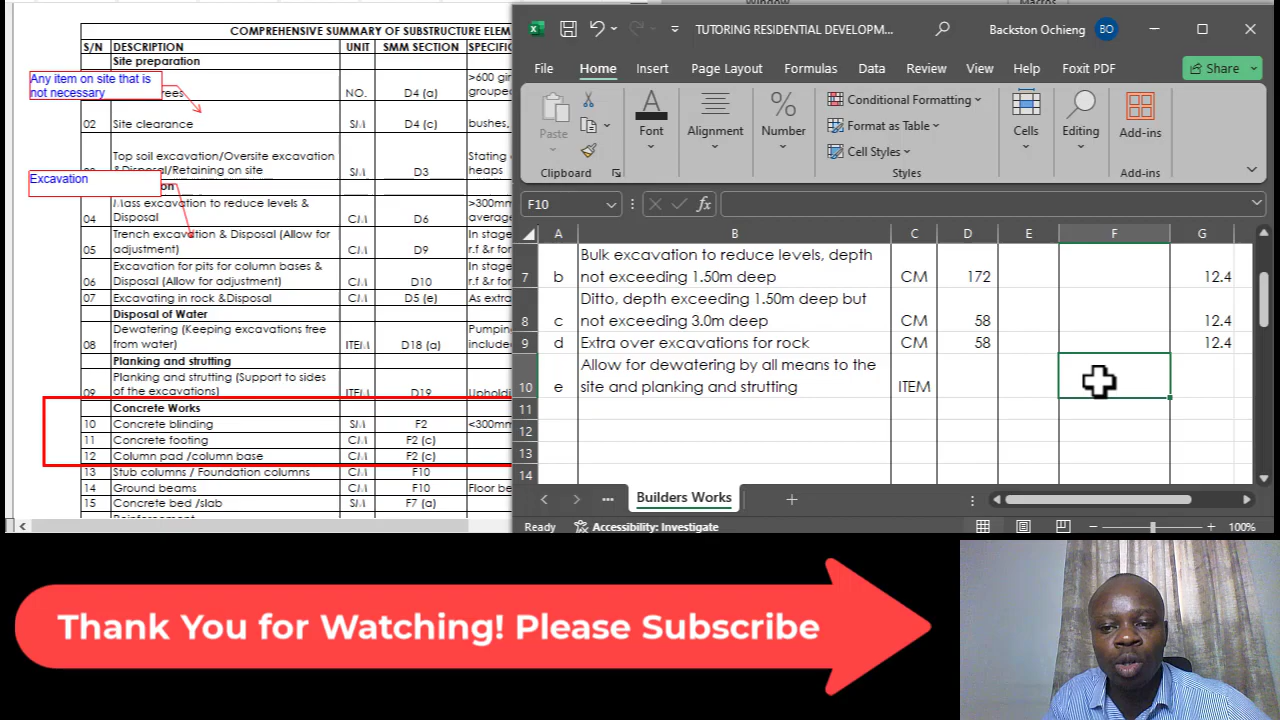 COMPREHENSIVE SUMMARY OF SUBSTRUCTURE ELEM
S/N DESCRIPTION UNIT SMM SECTION SPECIFIC
Site preparation
Any item on site that is
not necessary
rees NO. D4 (a) >600 gir
grouped
02 Site clearance SM D4 (c) bushes,
Top soil excavation/Oversite excavation
&Disposal/Retaining on site SM D3 Stating
heaps
Excavation
on
04 Mass excavation to reduce levels &
Disposal CM D6 >300mm
average
05 Trench excavation & Disposal (Allow for
adjustment) CM D9 In stage
r.f &r for
06 Excavation for pits for column bases &
Disposal (Allow for adjustment) CM D10 In stage
r.f &r for
07 Excavating in rock &Disposal CM D5 (e) As extra
Disposal of Water
08 Dewatering (Keeping excavations free
from water) ITEM D18 (a) Pumping
included
Planking and strutting
09 Planking and strutting (Support to sides
of the excavations) ITEM D19 Upholdi
Concrete Works
10 Concrete blinding SM F2 <300mm
11 Concrete footing CM F2 (c)
12 Column pad /column base CM F2 (c)
13 Stub columns / Foundation columns CM F10
14 Ground beams CM F10 Floor be
15 Concrete bed /slab SM F7 (a)
Macros
TUTORING RESIDENTIAL DEVELOPM... Backston Ochieng BO
File Home Insert Page Layout Formulas Data Review View Help Foxit PDF Share
Paste Font Alignment Number Conditional Formatting Format as Table Cell Styles Cells Editing Add-ins
Clipboard Styles Add-ins
F10 fx
A B C D E F G
7 b Bulk excavation to reduce levels, depth
not exceeding 1.50m deep CM 172 12.4
8 c Ditto, depth exceeding 1.50m deep but
not exceeding 3.0m deep CM 58 12.4
9 d Extra over excavations for rock CM 58 12.4
10 e Allow for dewatering by all means to the
site and planking and strutting ITEM
11
12
13
14
... Builders Works +
Ready Accessibility: Investigate 100%
Thank You for Watching! Please Subscribe